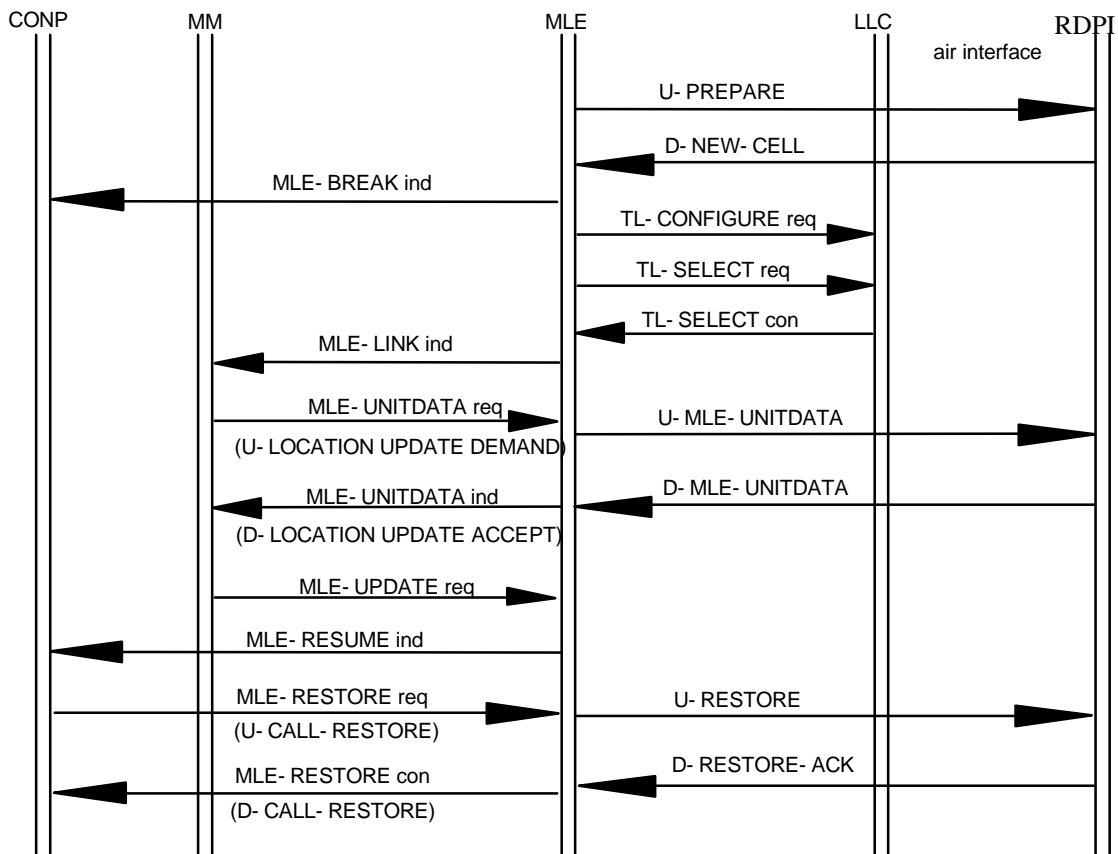 CONP MM MLE LLC RDPI
air interface
U- PREPARE
D- NEW- CELL
MLE- BREAK ind
TL- CONFIGURE req
TL- SELECT req
TL- SELECT con
MLE- LINK ind
MLE- UNITDATA req
U- MLE- UNITDATA
(U- LOCATION UPDATE DEMAND)
MLE- UNITDATA ind
D- MLE- UNITDATA
(D- LOCATION UPDATE ACCEPT)
MLE- UPDATE req
MLE- RESUME ind
MLE- RESTORE req
U- RESTORE
(U- CALL- RESTORE)
MLE- RESTORE con
D- RESTORE- ACK
(D- CALL- RESTORE)